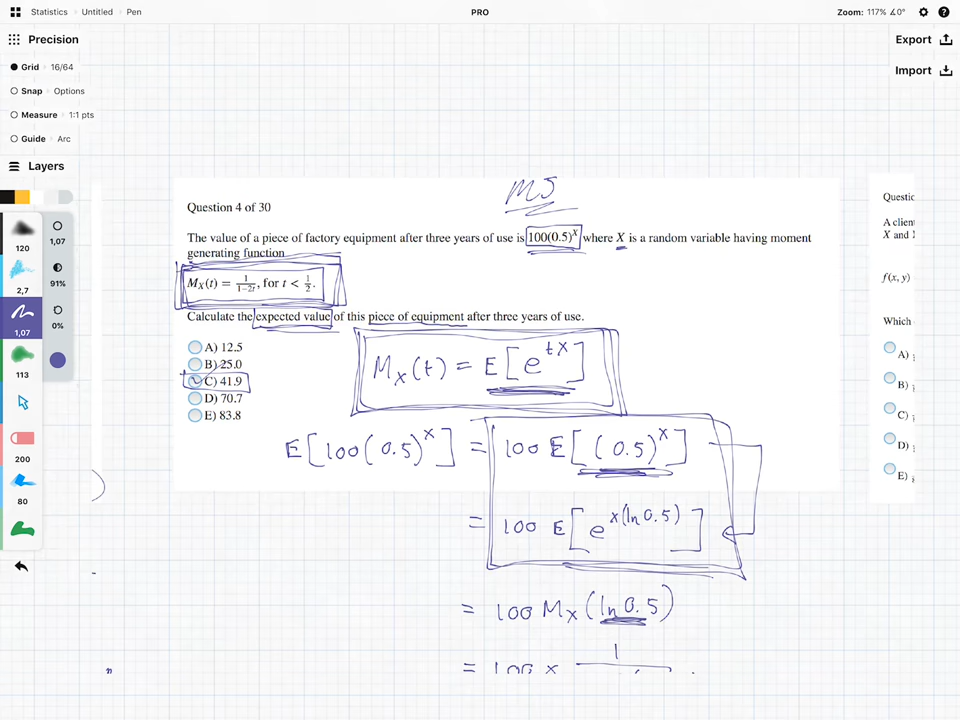 Statistics › Untitled › Pen
PRO
Zoom: 117% ∡0°
Precision
Export
Grid › 16/64
Import
Snap › Options
Measure › 1:1 pts
Guide › Arc
Layers
120
1,07
2,7
91%
1,07
0%
113
200
80
MS
Question 4 of 30
The value of a piece of factory equipment after three years of use is 100(0.5)^X where X is a random variable having moment
generating function
M_X(t) = 1/(1−2t), for t < 1/2.
Calculate the expected value of this piece of equipment after three years of use.
A) 12.5
B) 25.0
C) 41.9
D) 70.7
E) 83.8
M_X(t) = E[e^{tX}]
E[100(0.5)^X] = 100 E[(0.5)^X]
= 100 E[e^{X(ln 0.5)}]
= 100 M_X(ln 0.5)
= 100 × 1
A client
X and
f(x, y)
Which
A)
B)
C)
D)
E)